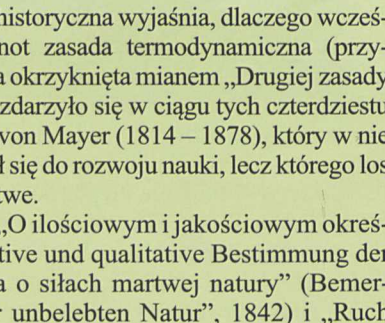 historyczna wyjaśnia, dlaczego wcześ-
not zasada termodynamiczna (przy-
a okrzyknięta mianem „Drugiej zasady
zdarzyło się w ciągu tych czterdziestu
von Mayer (1814 – 1878), który w nie
ł się do rozwoju nauki, lecz którego los
twe.
„O ilościowym i jakościowym okreś-
tive und qualitative Bestimmung der
a o siłach martwej natury” (Bemer-
r unbelebten Natur”, 1842) i „Ruch